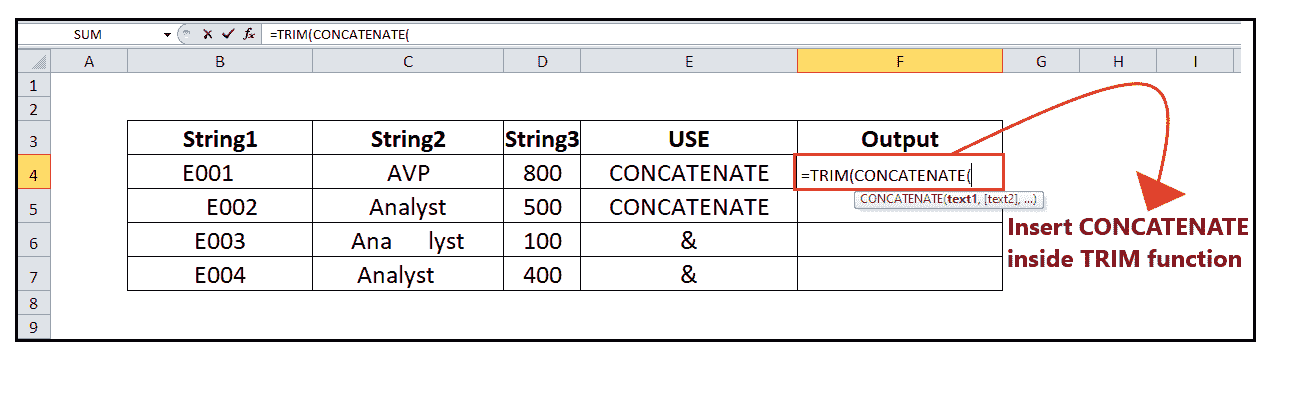 SUM fx =TRIM(CONCATENATE(
A B C D E F G H I
1
2
3 String1 String2 String3 USE Output
4 E001 AVP 800 CONCATENATE =TRIM(CONCATENATE(
CONCATENATE(text1, [text2], ...)
5 E002 Analyst 500 CONCATENATE
Insert CONCATENATE
6 E003 Ana lyst 100 &
inside TRIM function
7 E004 Analyst 400 &
8
9